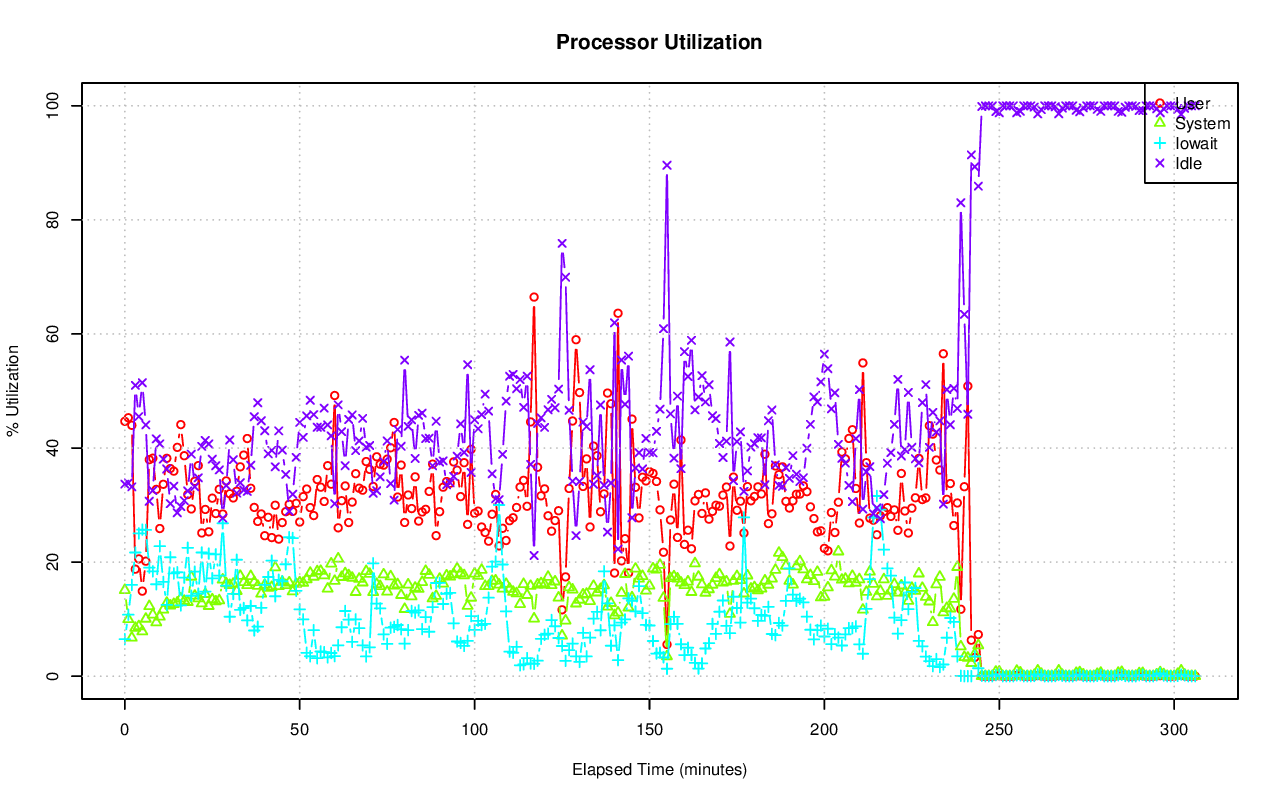 Processor Utilization
% Utilization
100
80
60
40
20
0
User
System
Iowait
Idle
0
50
100
150
200
250
300
Elapsed Time (minutes)